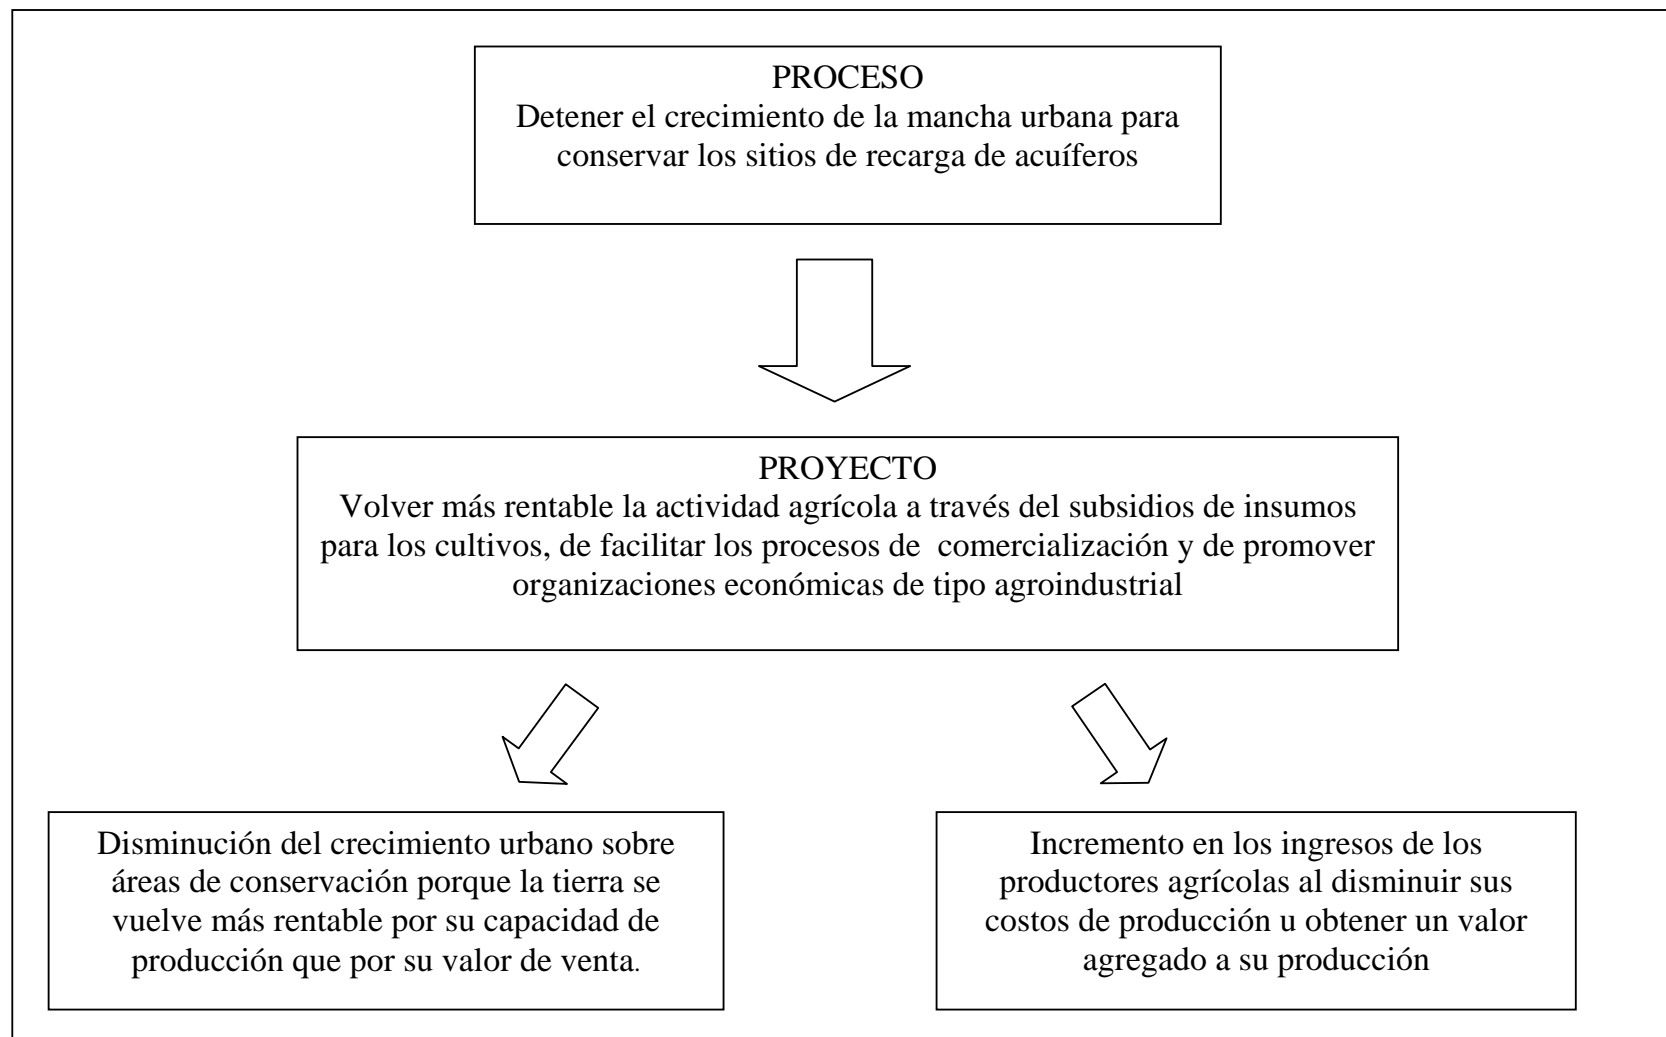 PROCESO
Detener el crecimiento de la mancha urbana para
conservar los sitios de recarga de acuíferos
PROYECTO
Volver más rentable la actividad agrícola a través del subsidios de insumos
para los cultivos, de facilitar los procesos de comercialización y de promover
organizaciones económicas de tipo agroindustrial
Disminución del crecimiento urbano sobre
áreas de conservación porque la tierra se
vuelve más rentable por su capacidad de
producción que por su valor de venta.
Incremento en los ingresos de los
productores agrícolas al disminuir sus
costos de producción u obtener un valor
agregado a su producción